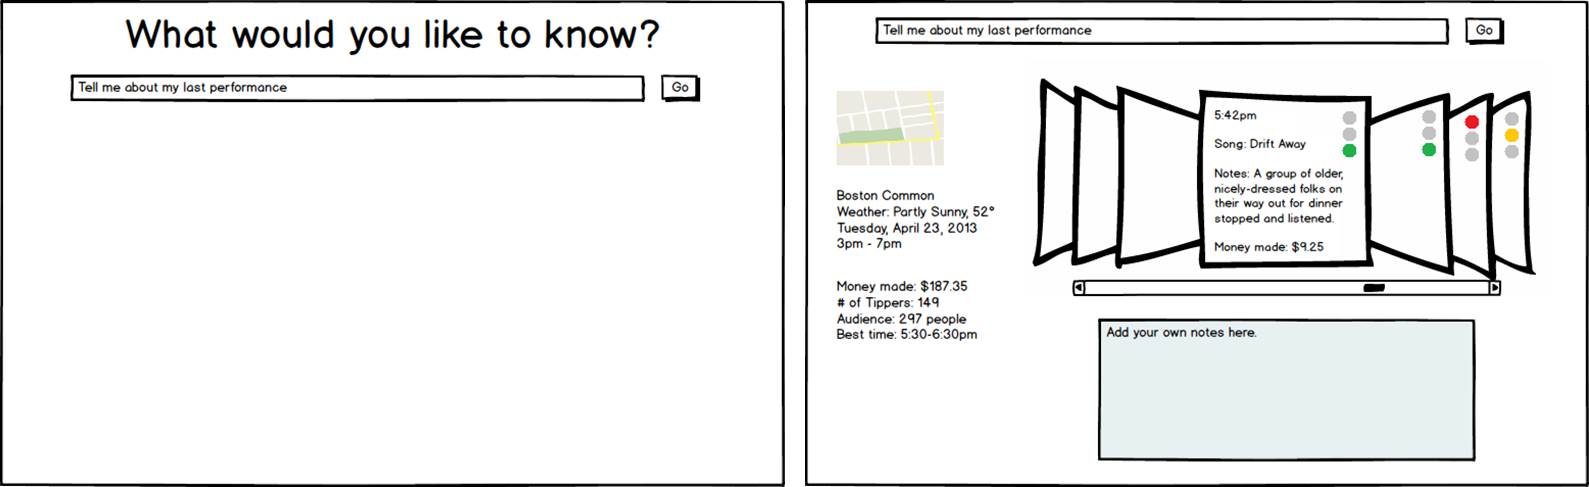 What would you like to know?
Tell me about my last performance
Go
Tell me about my last performance
Go
Boston Common
Weather: Partly Sunny, 52°
Tuesday, April 23, 2013
3pm - 7pm
Money made: $187.35
# of Tippers: 149
Audience: 297 people
Best time: 5:30-6:30pm
5:42pm
Song: Drift Away
Notes: A group of older,
nicely-dressed folks on
their way out for dinner
stopped and listened.
Money made: $9.25
Add your own notes here.